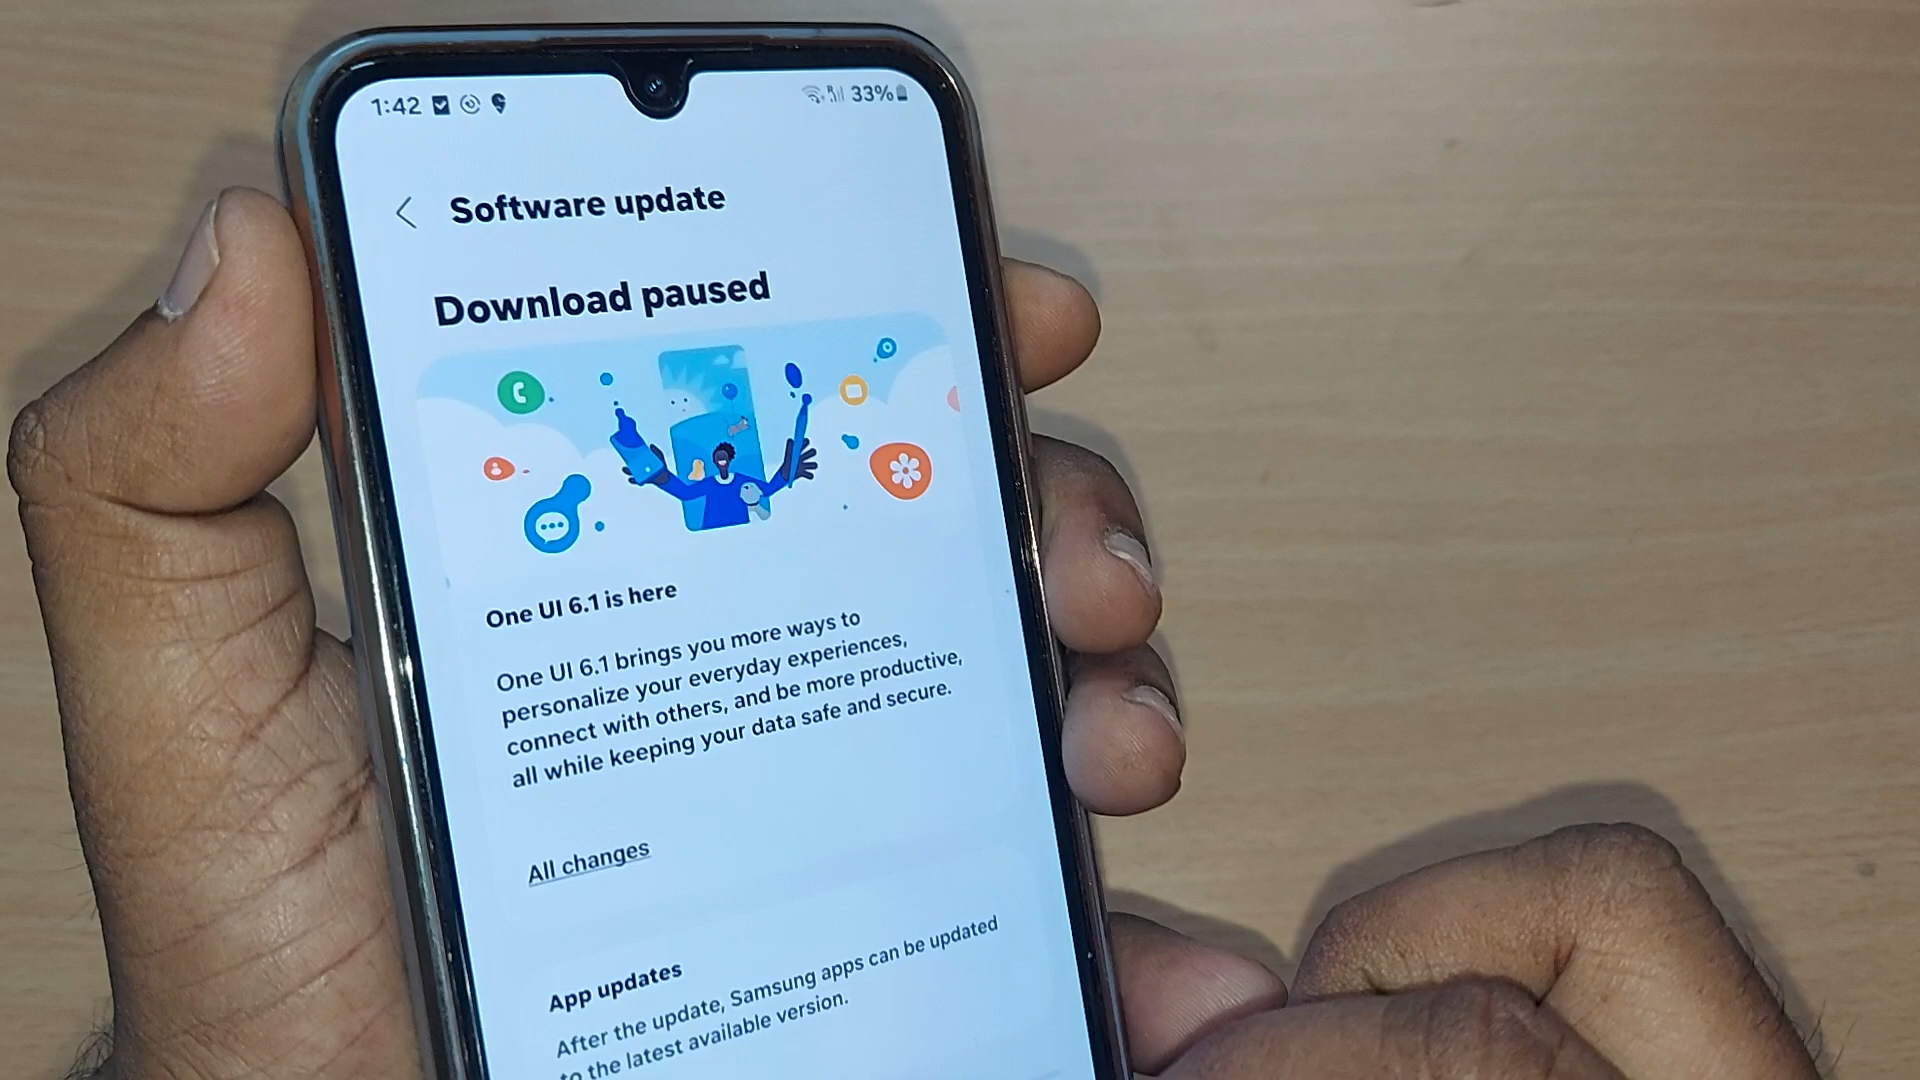 1:42
33%
Software update
Download paused
One UI 6.1 is here
One UI 6.1 brings you more ways to
personalize your everyday experiences,
connect with others, and be more productive,
all while keeping your data safe and secure.
All changes
App updates
After the update, Samsung apps can be updated
to the latest available version.